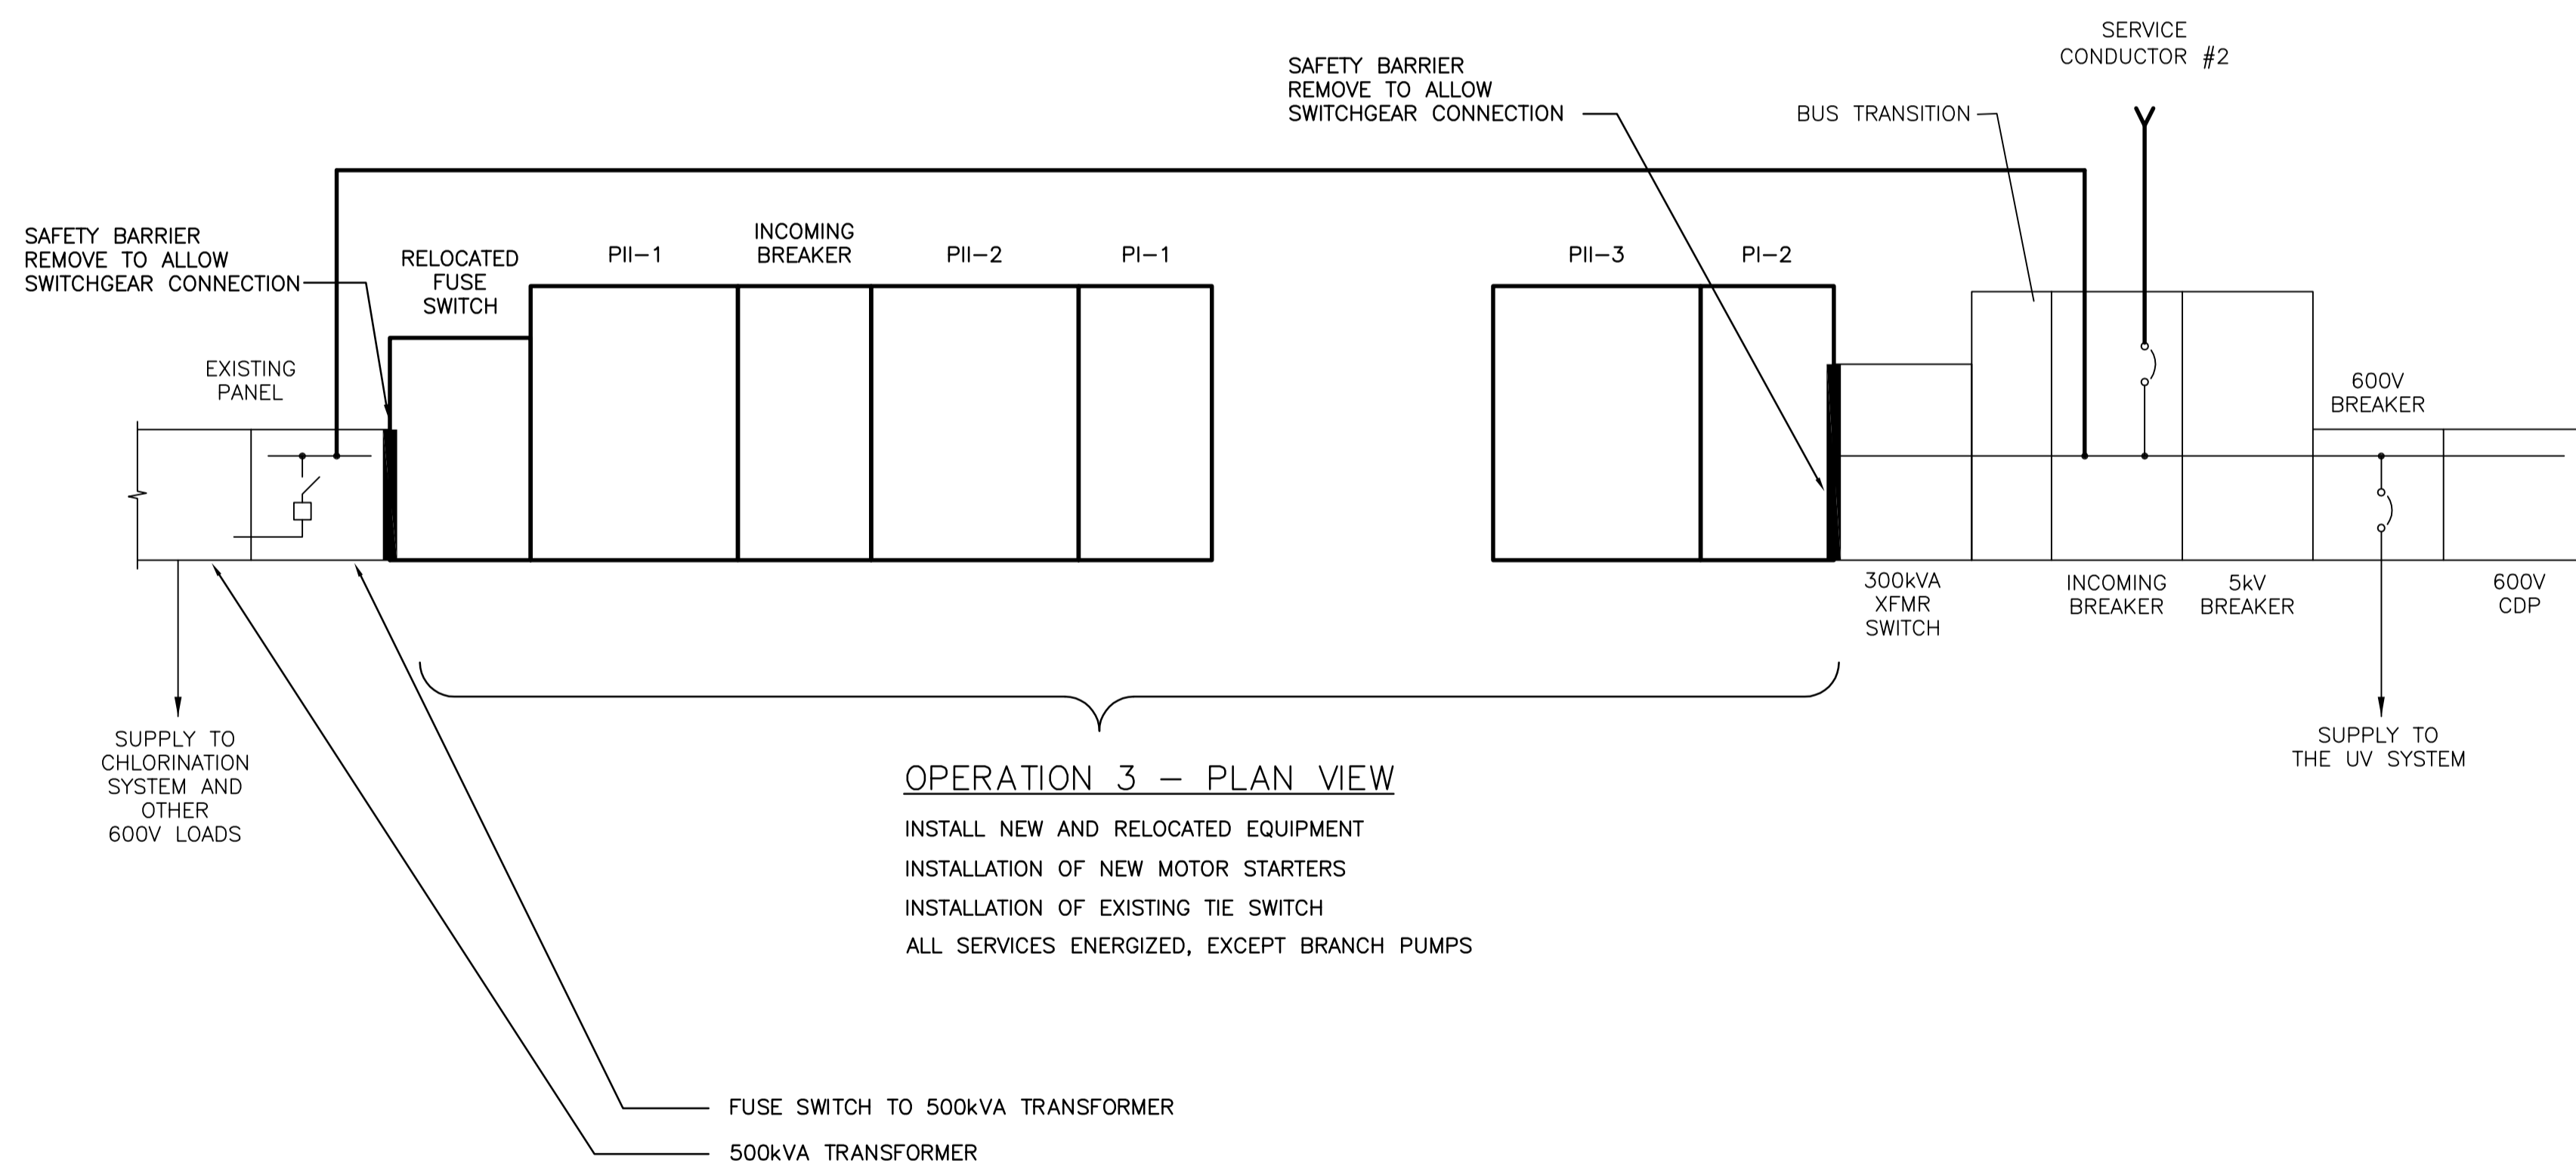 SERVICE
CONDUCTOR #2
SAFETY BARRIER
REMOVE TO ALLOW
SWITCHGEAR CONNECTION
BUS TRANSITION
SAFETY BARRIER
REMOVE TO ALLOW
SWITCHGEAR CONNECTION
RELOCATED
FUSE
SWITCH
PII-1
INCOMING
BREAKER
PII-2
PI-1
PII-3
PI-2
EXISTING
PANEL
600V
BREAKER
300kVA
XFMR
SWITCH
INCOMING
BREAKER
5kV
BREAKER
600V
CDP
SUPPLY TO
CHLORINATION
SYSTEM AND
OTHER
600V LOADS
SUPPLY TO
THE UV SYSTEM
OPERATION 3 - PLAN VIEW
INSTALL NEW AND RELOCATED EQUIPMENT
INSTALLATION OF NEW MOTOR STARTERS
INSTALLATION OF EXISTING TIE SWITCH
ALL SERVICES ENERGIZED, EXCEPT BRANCH PUMPS
FUSE SWITCH TO 500kVA TRANSFORMER
500kVA TRANSFORMER